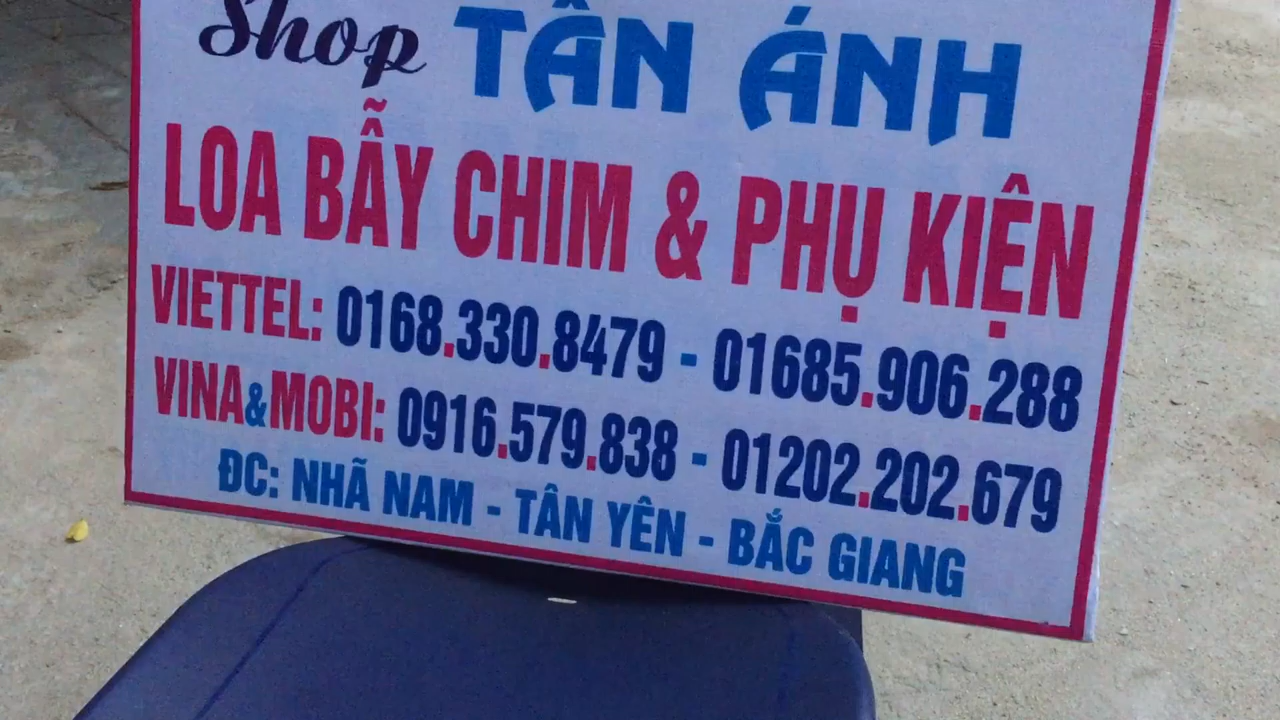 Shop TÂN ÁNH
LOA BẪY CHIM & PHỤ KIỆN
VIETTEL: 0168.330.8479 - 01685.906.288
VINA&MOBI: 0916.579.838 - 01202.202.679
ĐC: NHÃ NAM - TÂN YÊN - BẮC GIANG